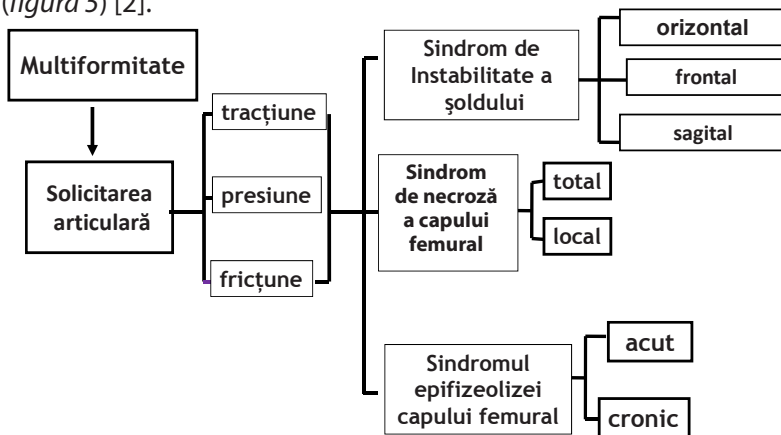 (figura 5) [2].
Multiformitate
Solicitarea
articulară
tracțiune
presiune
fricțune
Sindrom de
Instabilitate a
șoldului
orizontal
frontal
sagital
Sindrom
de necroză
a capului
femural
total
local
Sindromul
epifizeolizei
capului femural
acut
cronic